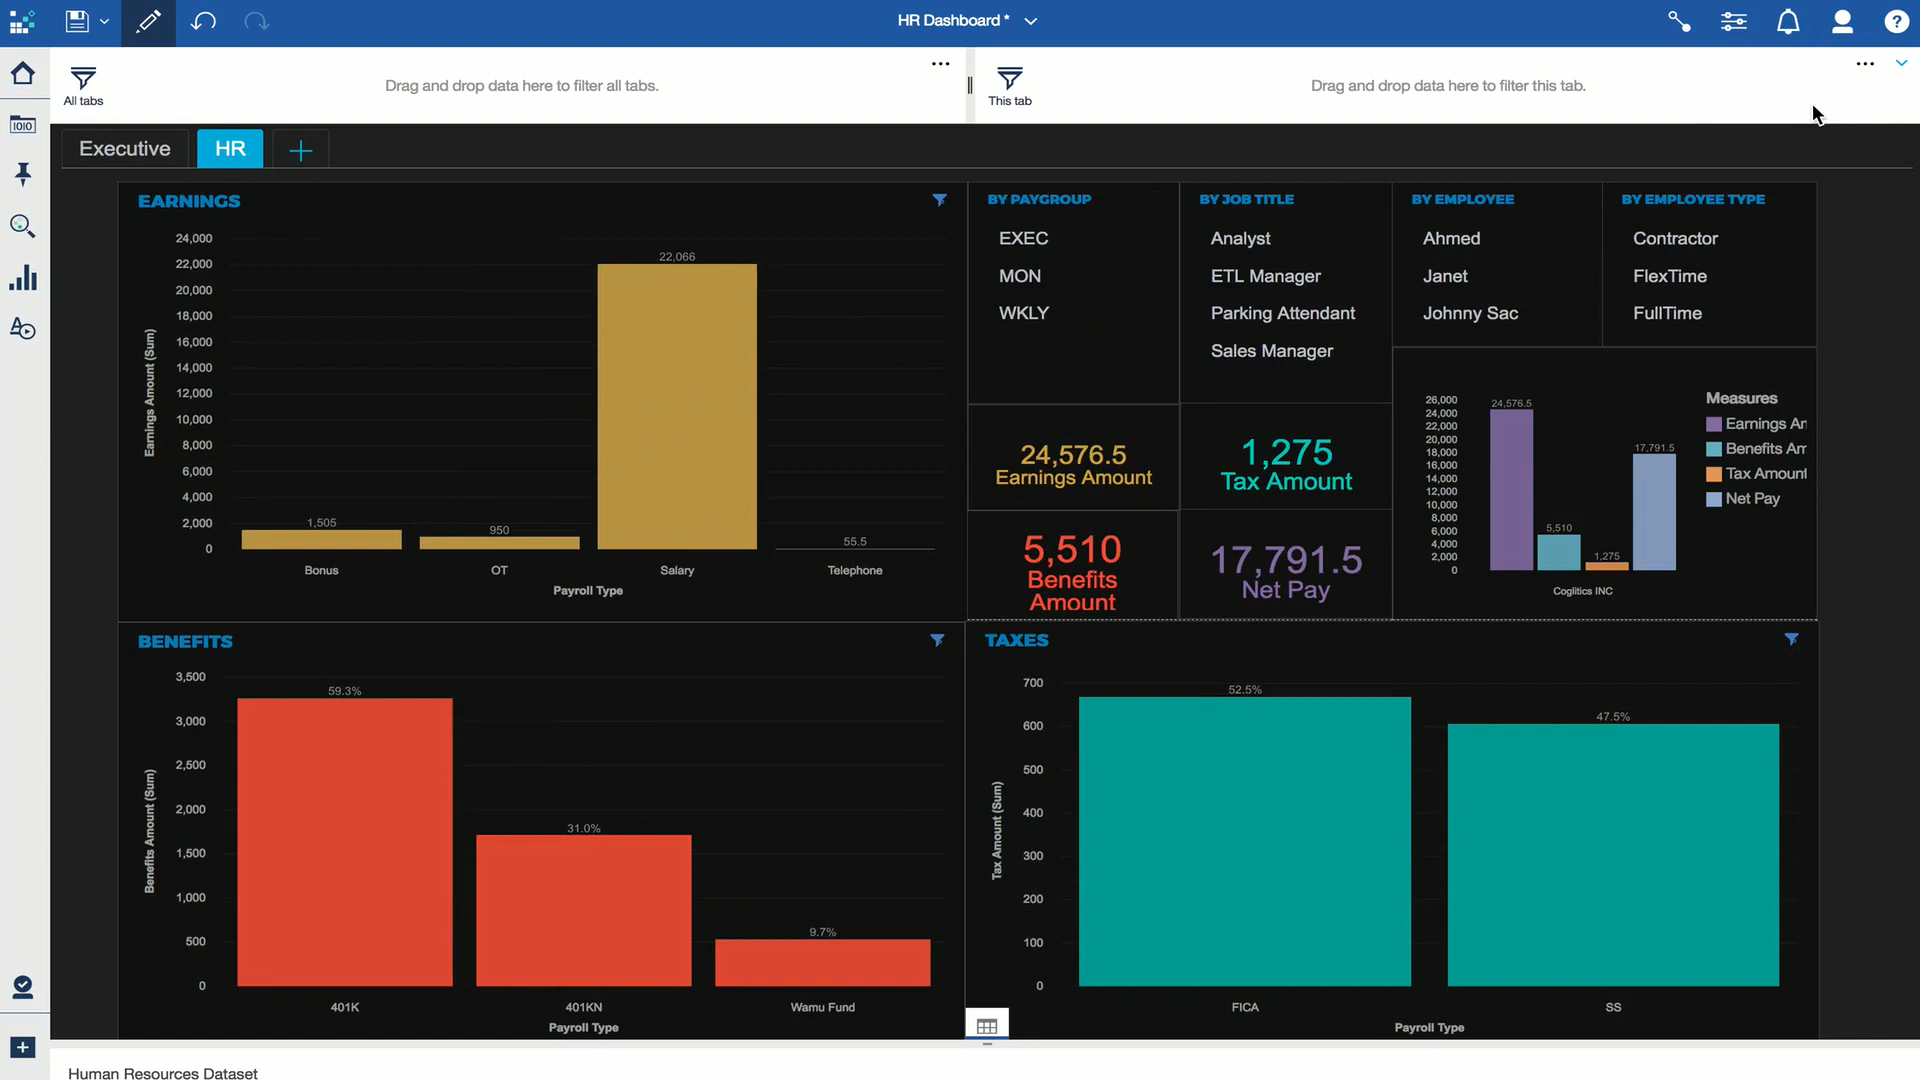 HR Dashboard *
?
All tabs
Drag and drop data here to filter all tabs.
This tab
Drag and drop data here to filter this tab.
Executive
HR
EARNINGS
24,000
22,000
20,000
18,000
16,000
14,000
12,000
10,000
8,000
6,000
4,000
2,000
0
Earnings Amount (Sum)
1,505
950
22,066
55.5
Bonus
OT
Salary
Telephone
Payroll Type
BY PAYGROUP
EXEC
MON
WKLY
BY JOB TITLE
Analyst
ETL Manager
Parking Attendant
Sales Manager
BY EMPLOYEE
Ahmed
Janet
Johnny Sac
BY EMPLOYEE TYPE
Contractor
FlexTime
FullTime
24,576.5
Earnings Amount
1,275
Tax Amount
5,510
Benefits
Amount
17,791.5
Net Pay
26,000
24,000
22,000
20,000
18,000
16,000
14,000
12,000
10,000
8,000
6,000
4,000
2,000
0
24,576.5
5,510
1,275
17,791.5
Coglitics INC
Measures
Earnings An
Benefits Am
Tax Amount
Net Pay
BENEFITS
3,500
3,000
2,500
2,000
1,500
1,000
500
0
Benefits Amount (Sum)
59.3%
31.0%
9.7%
401K
401KN
Wamu Fund
Payroll Type
TAXES
700
600
500
400
300
200
100
0
Tax Amount (Sum)
52.5%
47.5%
FICA
SS
Payroll Type
Human Resources Dataset